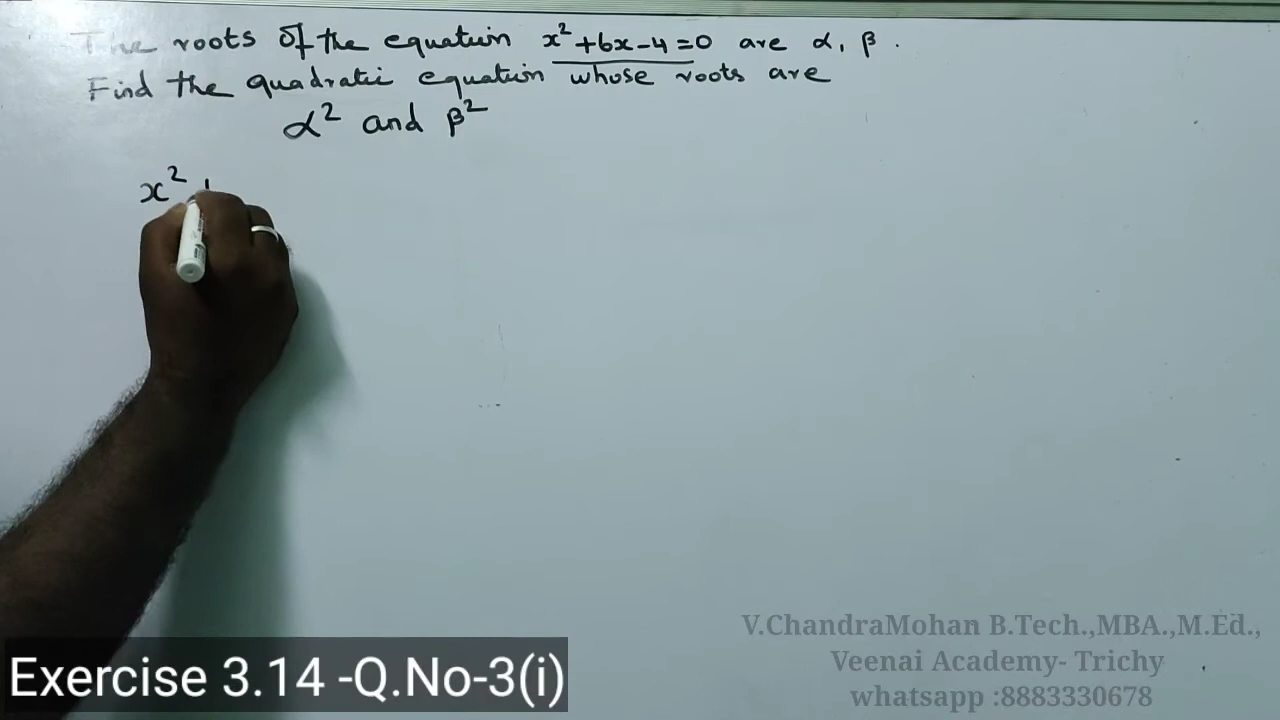 The roots of the equation x² + 6x - 4 = 0 are α, β.
Find the quadratic equation whose roots are
α² and β²
x²
V.ChandraMohan B.Tech.,MBA.,M.Ed.,
Veenai Academy- Trichy
whatsapp :8883330678
Exercise 3.14 -Q.No-3(i)